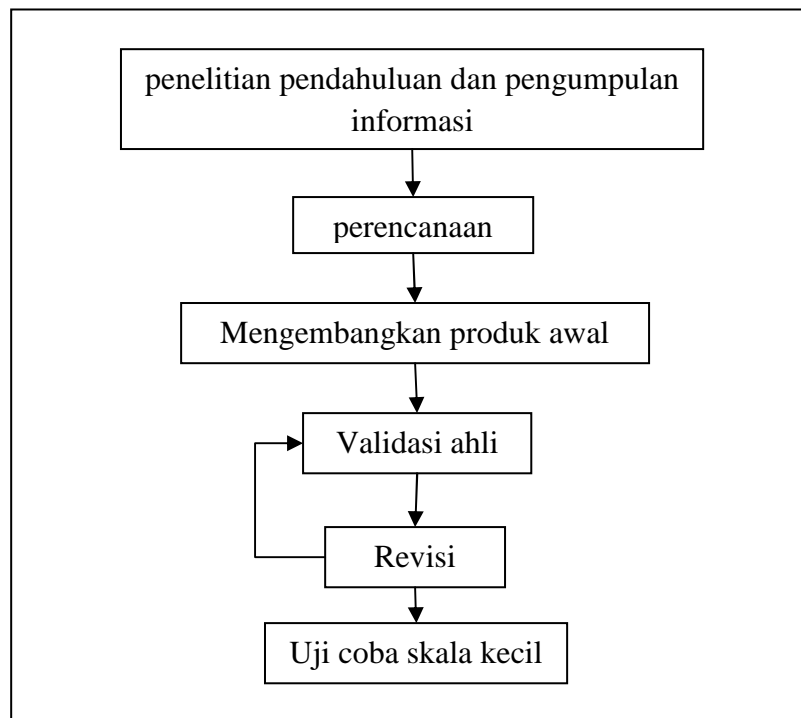 penelitian pendahuluan dan pengumpulan
informasi
perencanaan
Mengembangkan produk awal
Validasi ahli
Revisi
Uji coba skala kecil